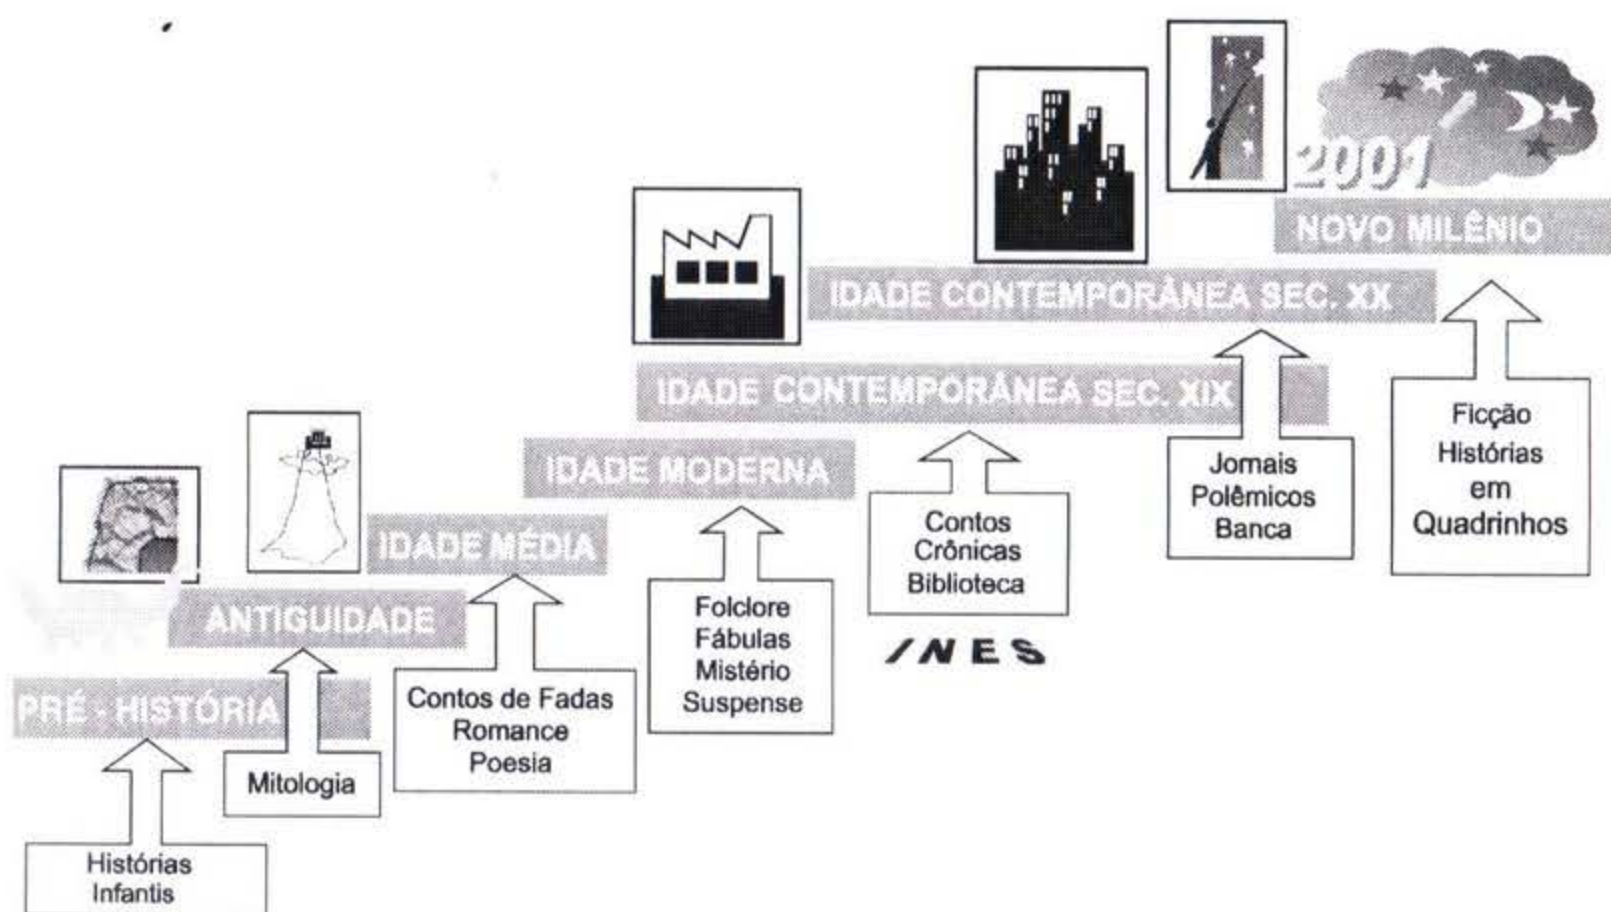 2001
NOVO MILÊNIO
IDADE CONTEMPORÂNEA SEC. XX
IDADE CONTEMPORÂNEA SEC. XIX
IDADE MODERNA
IDADE MÉDIA
ANTIGUIDADE
PRÉ - HISTÓRIA
Histórias
Infantis
Mitologia
Contos de Fadas
Romance
Poesia
Folclore
Fábulas
Mistério
Suspense
Contos
Crônicas
Biblioteca
INES
Jornais
Polêmicos
Banca
Ficção
Histórias
em
Quadrinhos